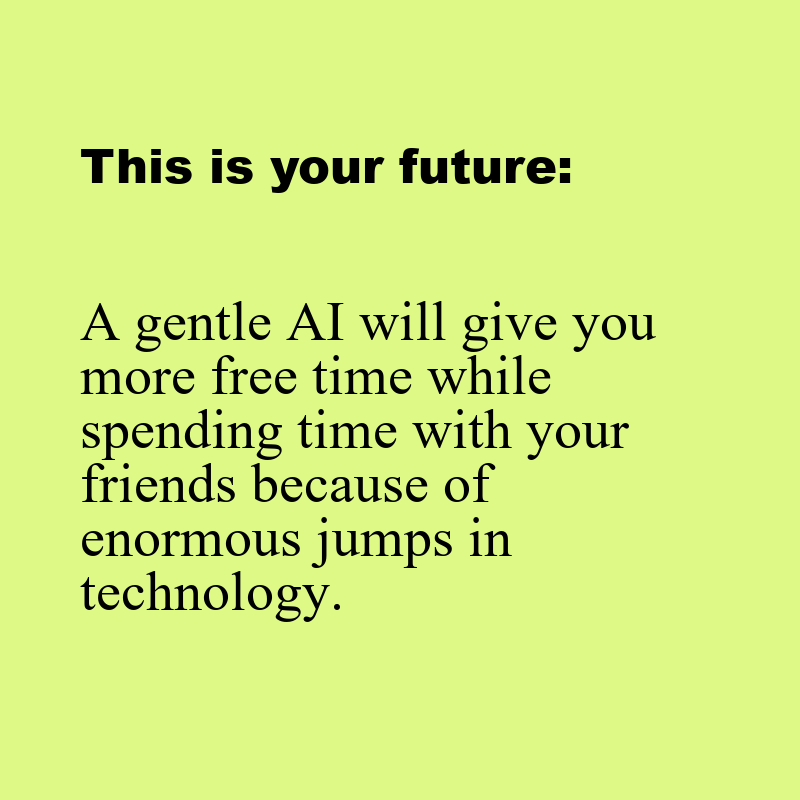 This is your future:
A gentle AI will give you
more free time while
spending time with your
friends because of
enormous jumps in
technology.